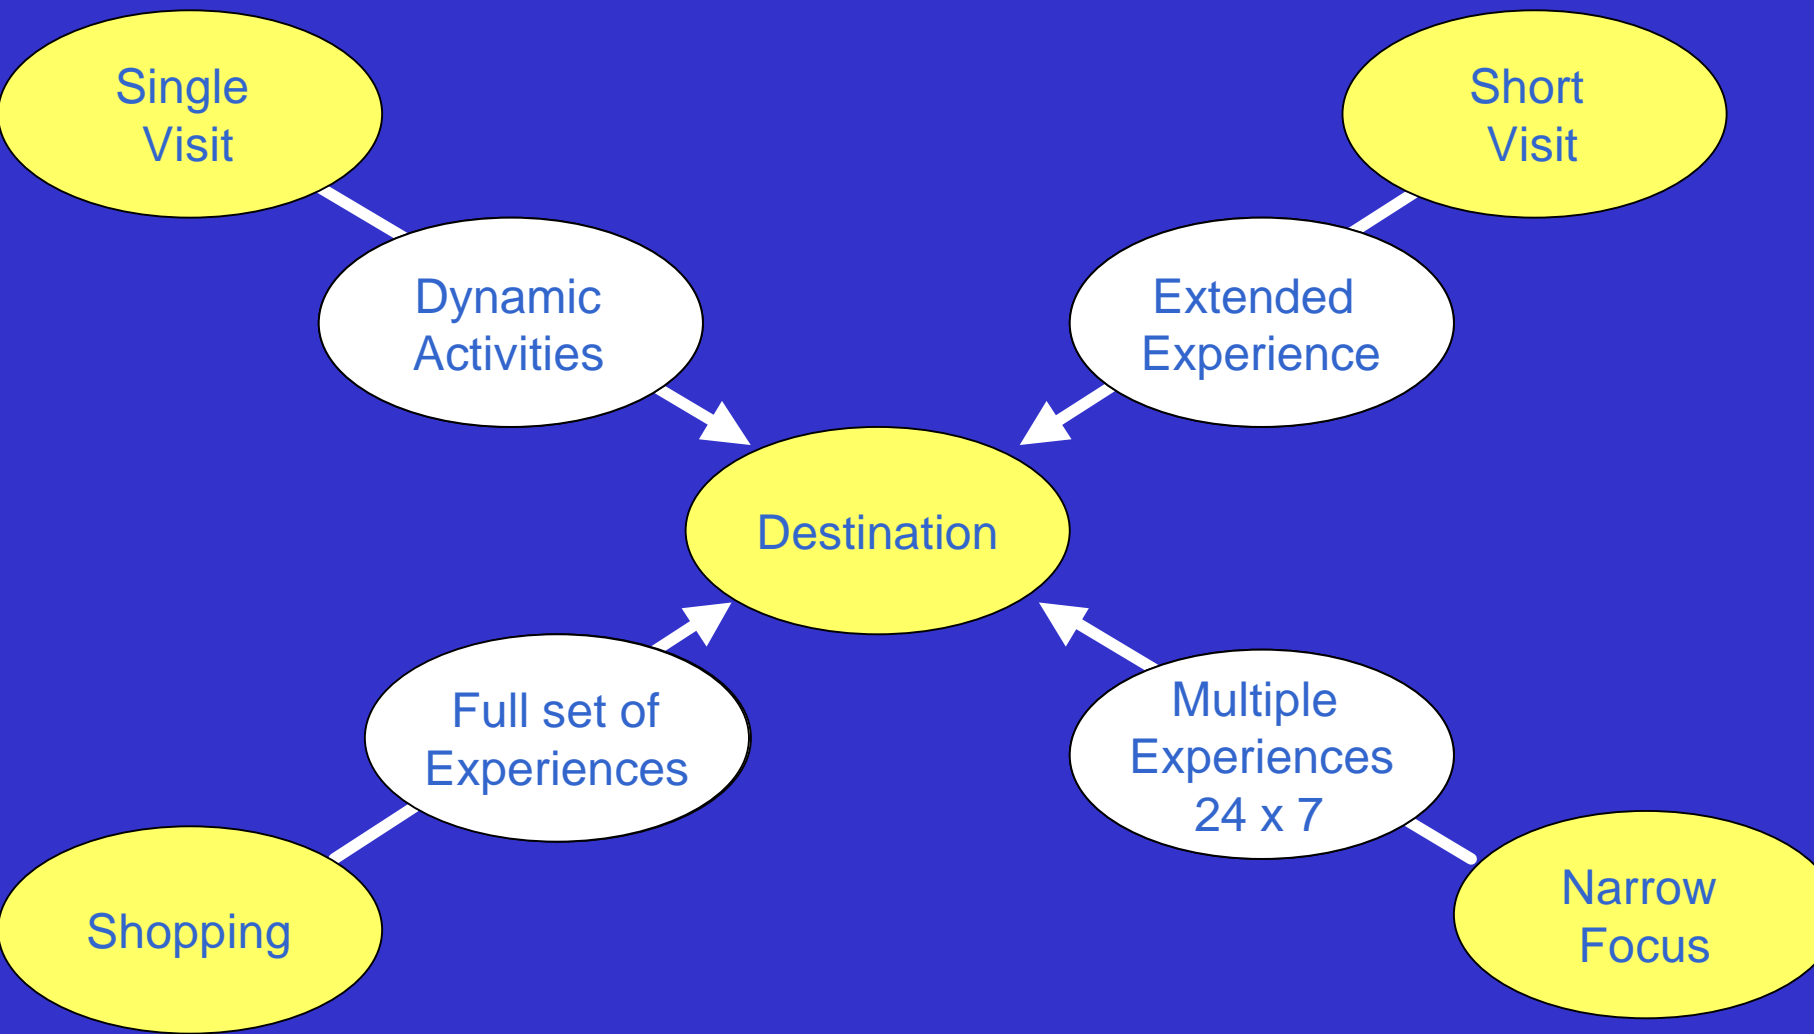 Single
Visit
Short
Visit
Dynamic
Activities
Extended
Experience
Destination
Full set of
Experiences
Multiple
Experiences
24 x 7
Shopping
Narrow
Focus